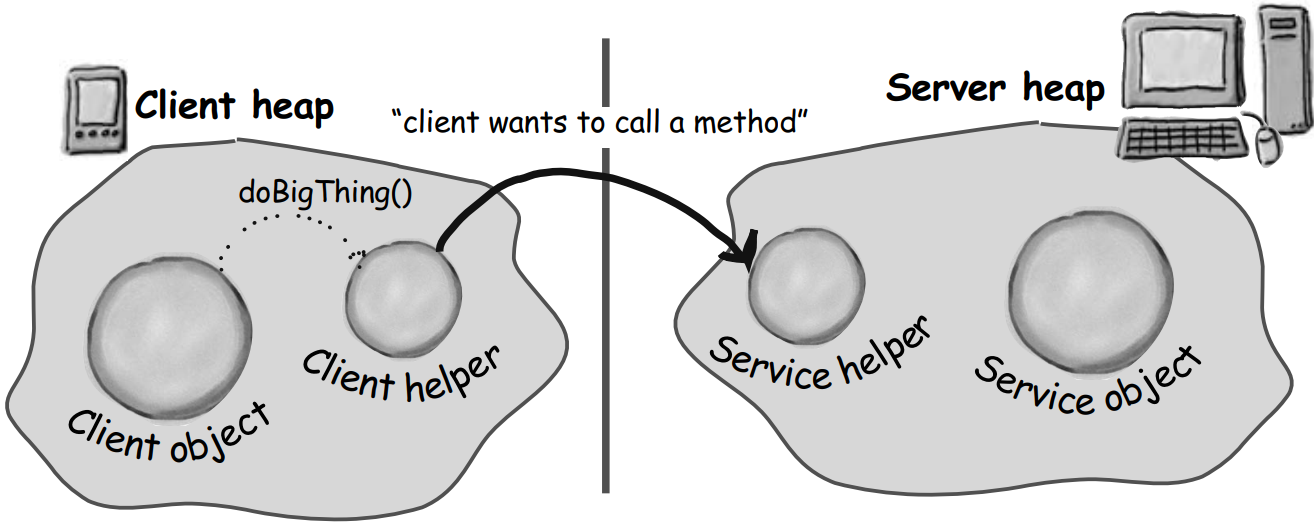 Client heap
Server heap
“client wants to call a method”
doBigThing()
Client object
Client helper
Service helper
Service object